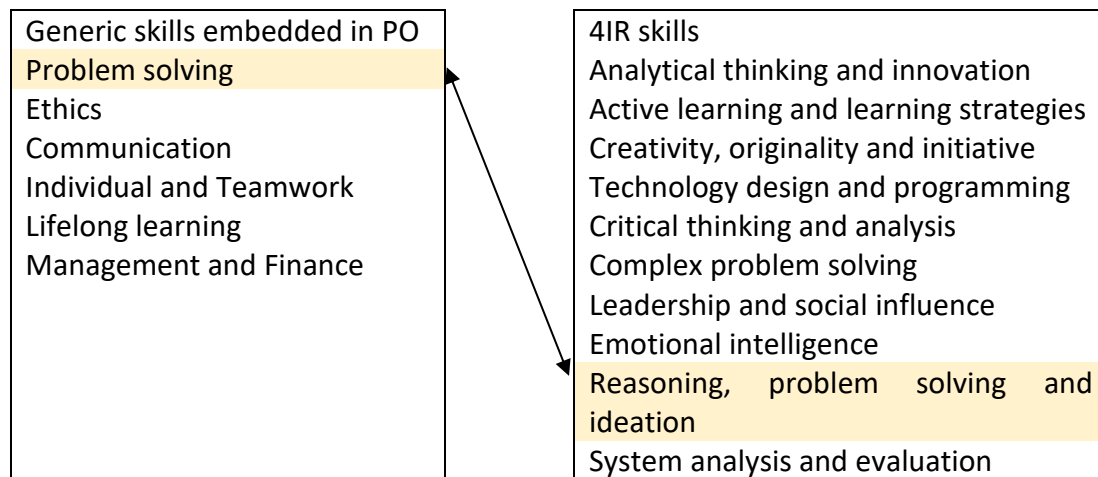 Generic skills embedded in PO
Problem solving
Ethics
Communication
Individual and Teamwork
Lifelong learning
Management and Finance
4IR skills
Analytical thinking and innovation
Active learning and learning strategies
Creativity, originality and initiative
Technology design and programming
Critical thinking and analysis
Complex problem solving
Leadership and social influence
Emotional intelligence
Reasoning, problem solving and
ideation
System analysis and evaluation